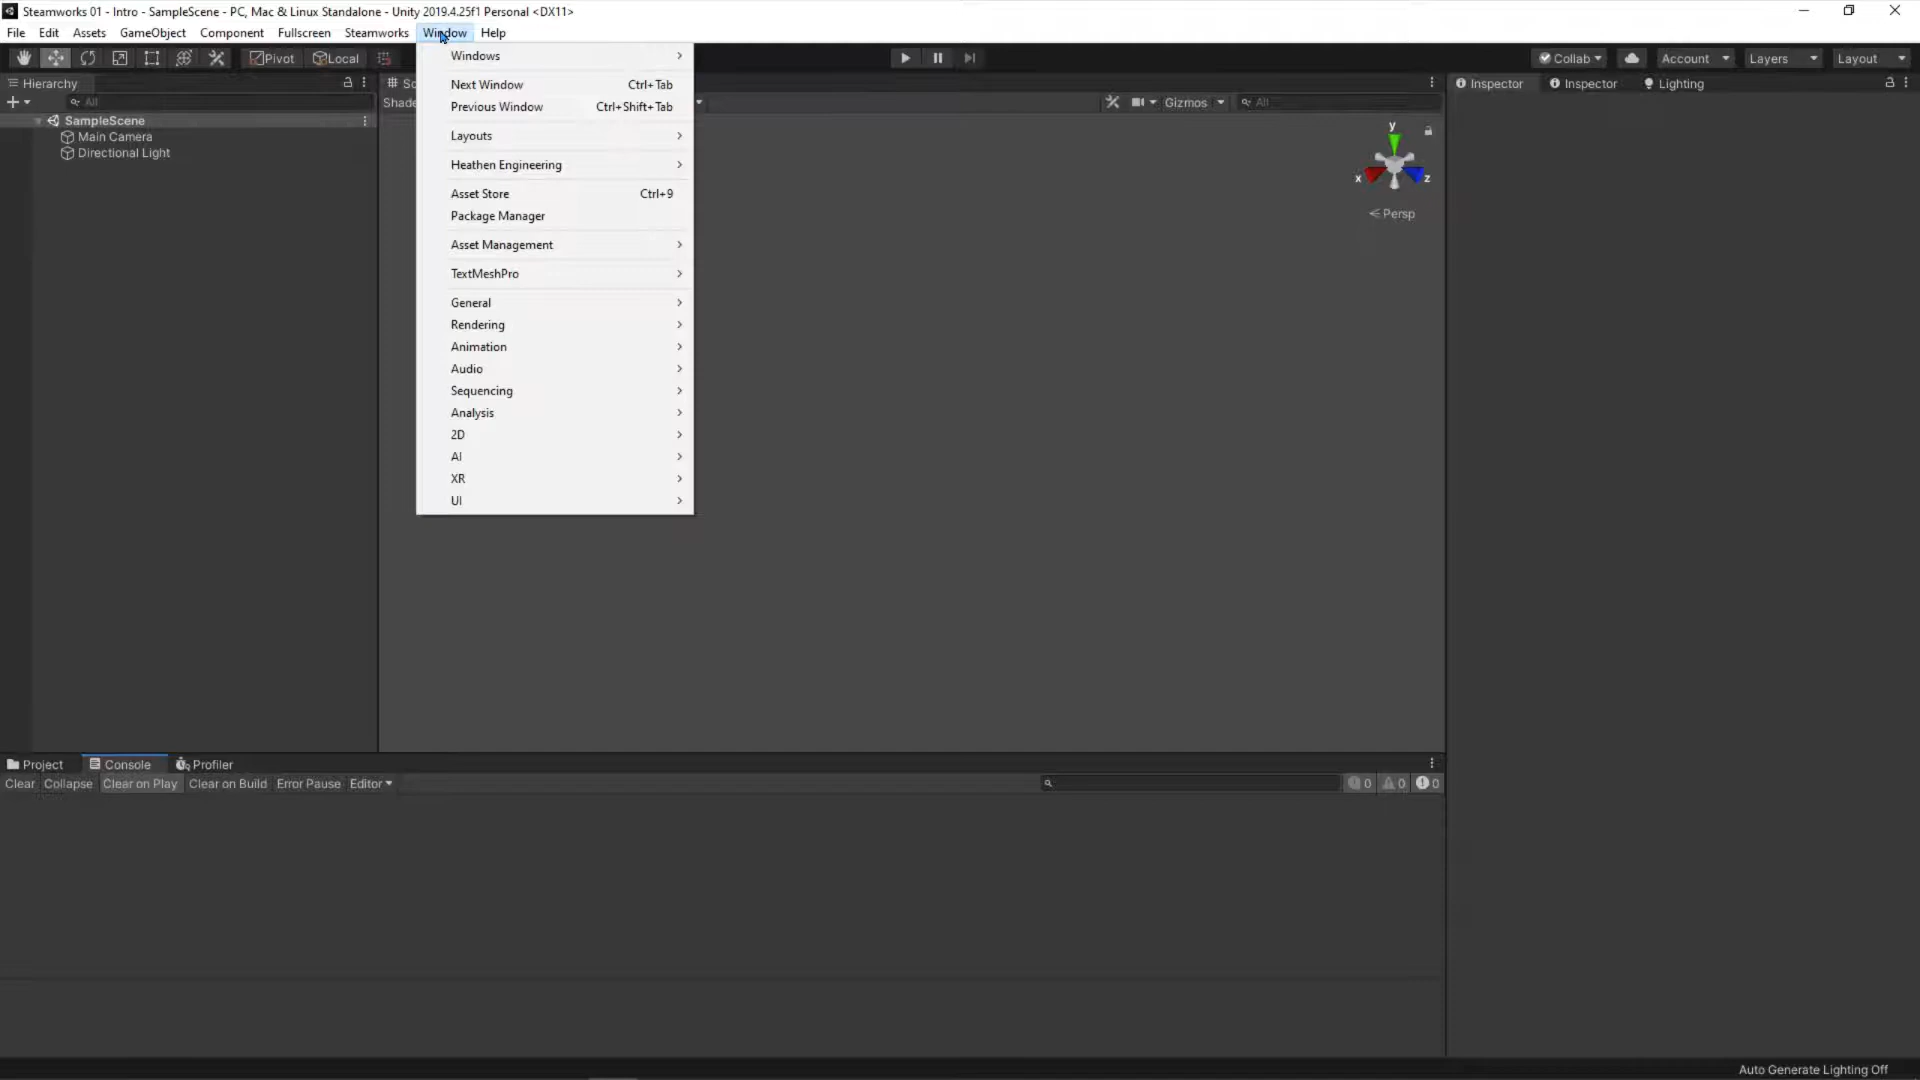 Steamworks 01 - Intro - SampleScene - PC, Mac & Linux Standalone - Unity 2019.4.25f1 Personal <DX11>
File Edit Assets GameObject Component Fullscreen Steamworks Window Help
Pivot Local Collab Account Layers Layout
Hierarchy
All
SampleScene
Main Camera
Directional Light
Windows
Next Window Ctrl+Tab
Previous Window Ctrl+Shift+Tab
Layouts
Heathen Engineering
Asset Store Ctrl+9
Package Manager
Asset Management
TextMeshPro
General
Rendering
Animation
Audio
Sequencing
Analysis
2D
AI
XR
UI
Sc
Shade
Gizmos All
y
x z
Persp
Inspector Inspector Lighting
Project Console Profiler
Clear Collapse Clear on Play Clear on Build Error Pause Editor 0 0 0
Auto Generate Lighting Off